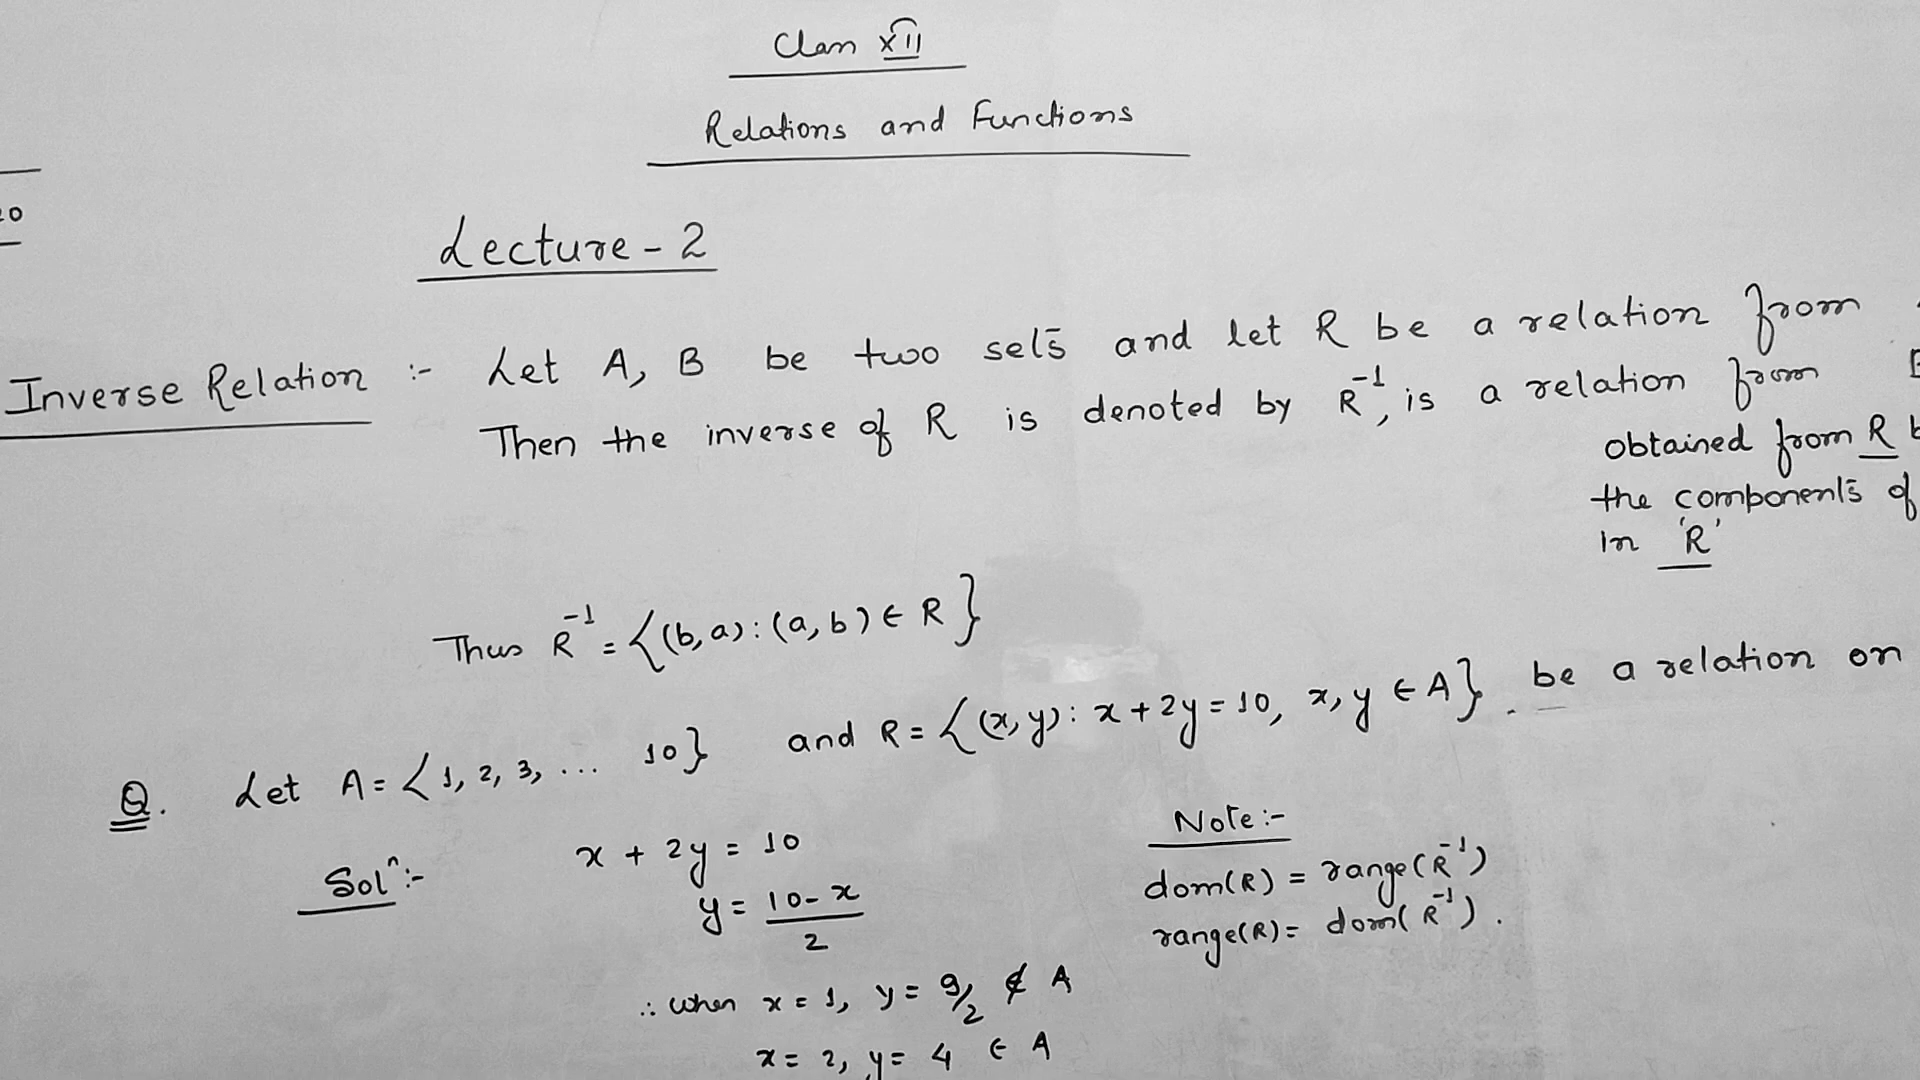 Class XII
Relations and Functions
20
Lecture - 2
Inverse Relation :- Let A, B be two sets and let R be a relation from
Then the inverse of R is denoted by R⁻¹, is a relation from
obtained from R
the components of
in 'R'
Thus R⁻¹ = {(b,a) : (a,b) ∈ R}
Q. Let A = {1, 2, 3, ... 10} and R = {(x,y) : x + 2y = 10, x, y ∈ A} be a relation on
Solⁿ :-
x + 2y = 10
y = (10 - x)/2
∴ when x = 1, y = 9/2 ∉ A
x = 2, y = 4 ∈ A
Note :-
dom(R) = range(R⁻¹)
range(R) = dom(R⁻¹).